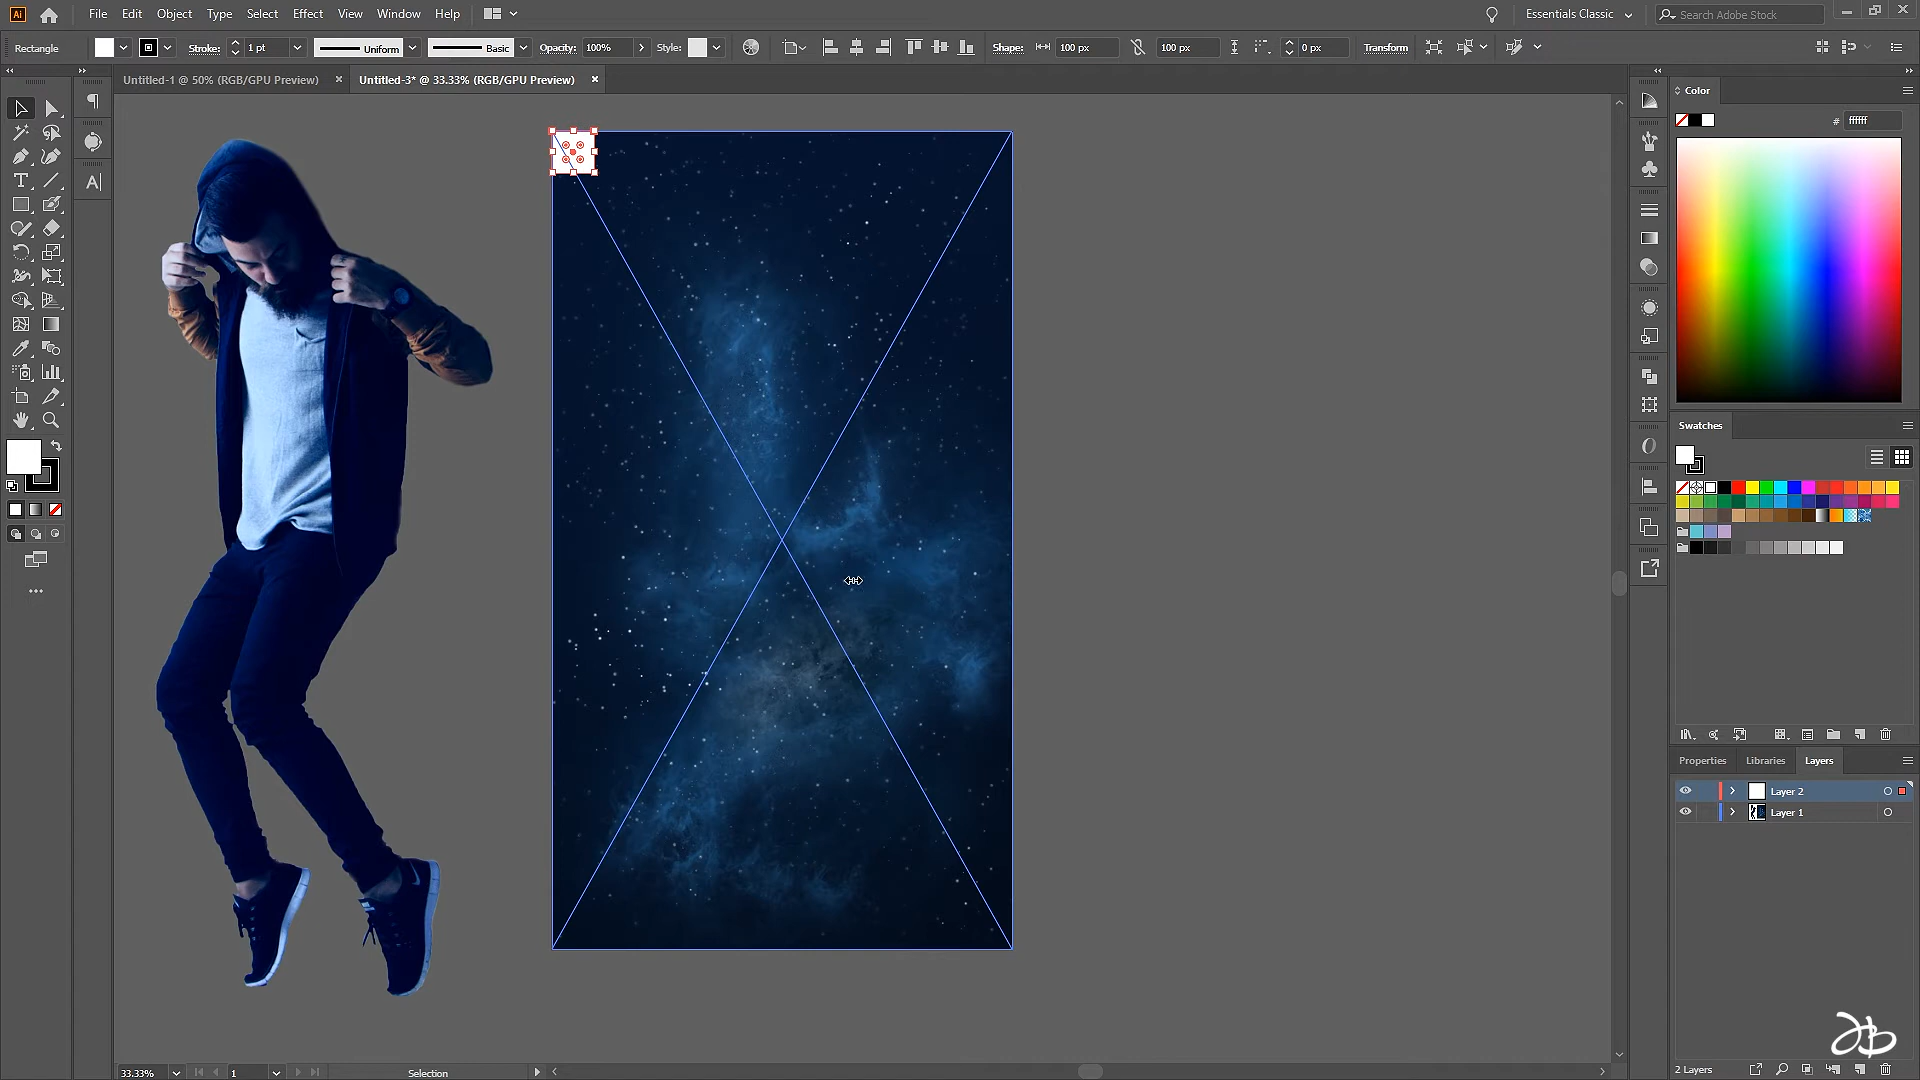 Ai File Edit Object Type Select Effect View Window Help Essentials Classic Search Adobe Stock
Rectangle Stroke: 1 pt Uniform Basic Opacity: 100% Style: Shape: 100 px 100 px 0 px Transform
Untitled-1 @ 50% (RGB/GPU Preview) × Untitled-3* @ 33.33% (RGB/GPU Preview) ×
Color
# ffffff
Swatches
Properties Libraries Layers
Layer 2
Layer 1
33.33% 1 Selection 2 Layers